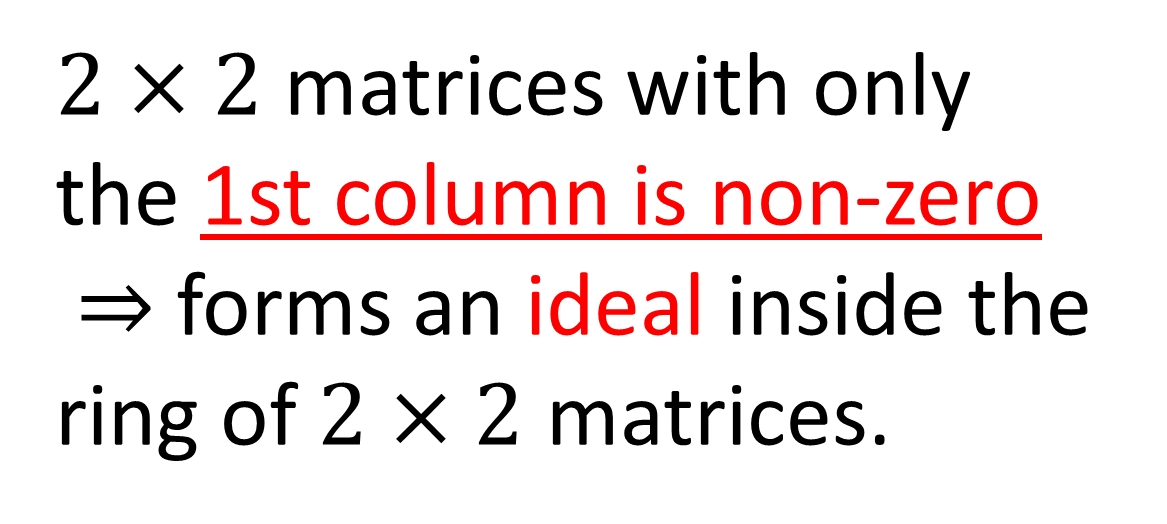 2 × 2 matrices with only
the 1st column is non-zero
⇒ forms an ideal inside the
ring of 2 × 2 matrices.